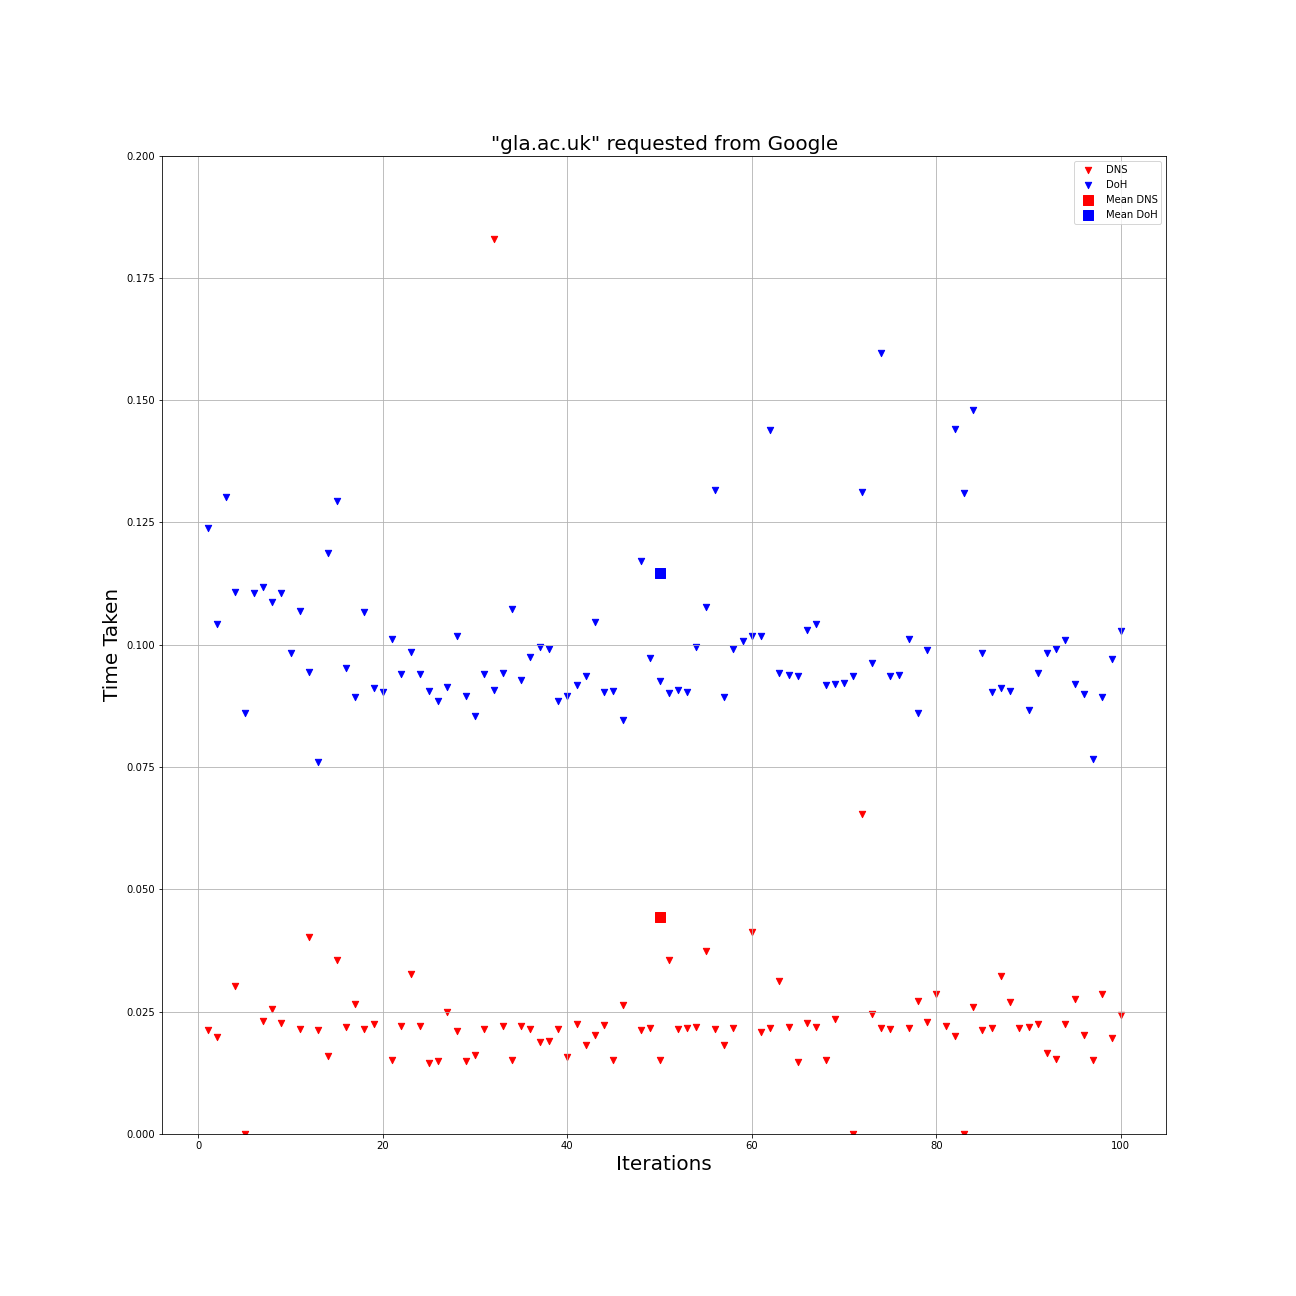 "gla.ac.uk" requested from Google
DNS
DoH
Mean DNS
Mean DoH
0.200
0.175
0.150
0.125
0.100
0.075
0.050
0.025
0.000
Time Taken
0 20 40 60 80 100
Iterations